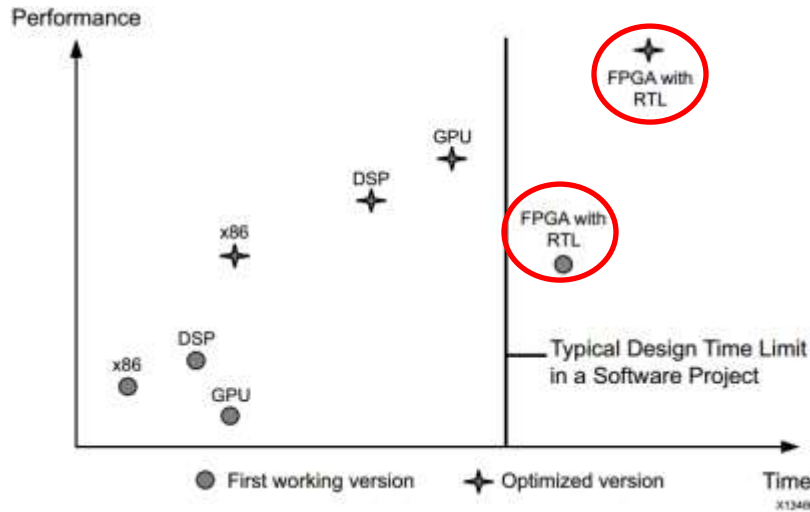 Performance
FPGA with
RTL
GPU
DSP
FPGA with
RTL
x86
DSP
x86
Typical Design Time Limit
in a Software Project
GPU
First working version
Optimized version
Time